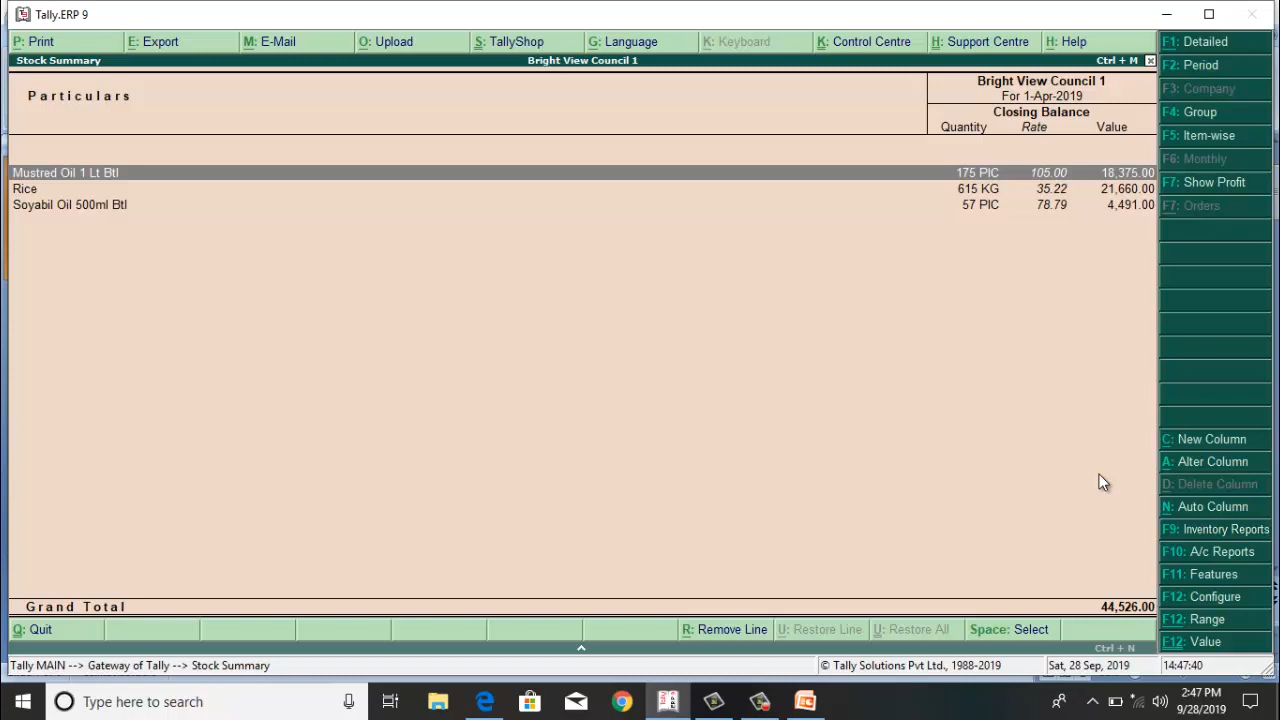 Tally.ERP 9
P: Print E: Export M: E-Mail O: Upload S: TallyShop G: Language K: Keyboard K: Control Centre H: Support Centre H: Help
Stock Summary Bright View Council 1 Ctrl + M
Particulars
Bright View Council 1
For 1-Apr-2019
Closing Balance
Quantity Rate Value
Mustred Oil 1 Lt Btl 175 PIC 105.00 18,375.00
Rice 615 KG 35.22 21,660.00
Soyabil Oil 500ml Btl 57 PIC 78.79 4,491.00
Grand Total 44,526.00
F1: Detailed
F2: Period
F3: Company
F4: Group
F5: Item-wise
F6: Monthly
F7: Show Profit
F7: Orders
C: New Column
A: Alter Column
D: Delete Column
N: Auto Column
F9: Inventory Reports
F10: A/c Reports
F11: Features
F12: Configure
F12: Range
F12: Value
Q: Quit R: Remove Line U: Restore Line U: Restore All Space: Select
Ctrl + N
Tally MAIN --> Gateway of Tally --> Stock Summary © Tally Solutions Pvt Ltd., 1988-2019 Sat, 28 Sep, 2019 14:47:40
Type here to search
2:47 PM
9/28/2019